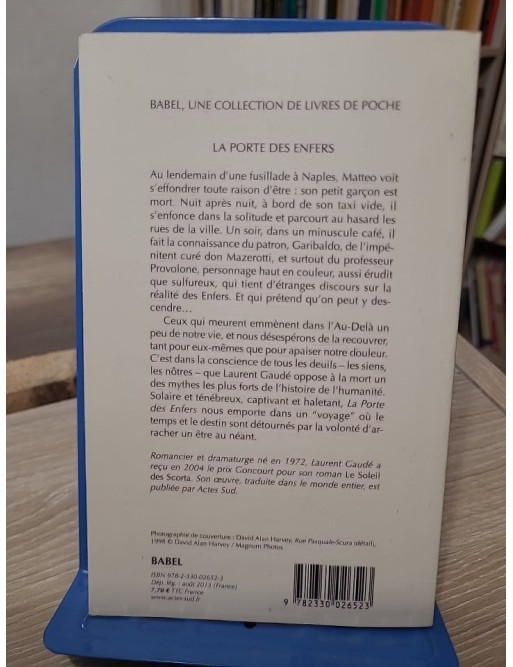 BABEL, UNE COLLECTION DE LIVRES DE POCHE
LA PORTE DES ENFERS
Au lendemain d'une fusillade à Naples, Matteo voit
s'effondrer toute raison d'être : son petit garçon est
mort. Nuit après nuit, à bord de son taxi vide, il
s'enfonce dans la solitude et parcourt au hasard les
rues de la ville. Un soir, dans un minuscule café, il
fait la connaissance du patron, Garibaldo, de l'impé-
nitent curé don Mazerotti, et surtout du professeur
Provolone, personnage haut en couleur, aussi érudit
que sulfureux, qui tient d'étranges discours sur la
réalité des Enfers. Et qui prétend qu'on peut y des-
cendre...
Ceux qui meurent emmènent dans l'Au-Delà un
peu de notre vie, et nous désespérons de la recouvrer,
tant pour eux-mêmes que pour apaiser notre douleur.
C'est dans la conscience de tous les deuils – les siens,
les nôtres – que Laurent Gaudé oppose à la mort un
des mythes les plus forts de l'histoire de l'humanité.
Solaire et ténébreux, captivant et haletant, La Porte
des Enfers nous emporte dans un "voyage" où le
temps et le destin sont détournés par la volonté d'ar-
racher un être au néant.
Romancier et dramaturge né en 1972, Laurent Gaudé a
reçu en 2004 le prix Goncourt pour son roman Le Soleil
des Scorta. Son œuvre, traduite dans le monde entier, est
publiée par Actes Sud.
Photographie de couverture : David Alan Harvey, Rue Pasquale-Scura (détail),
1998 © David Alan Harvey / Magnum Photos
BABEL
ISBN 978-2-330-02652-3
Dép. lég. : août 2013 (France)
7,70 € TTC France
www.actes-sud.fr
9 782330 026523